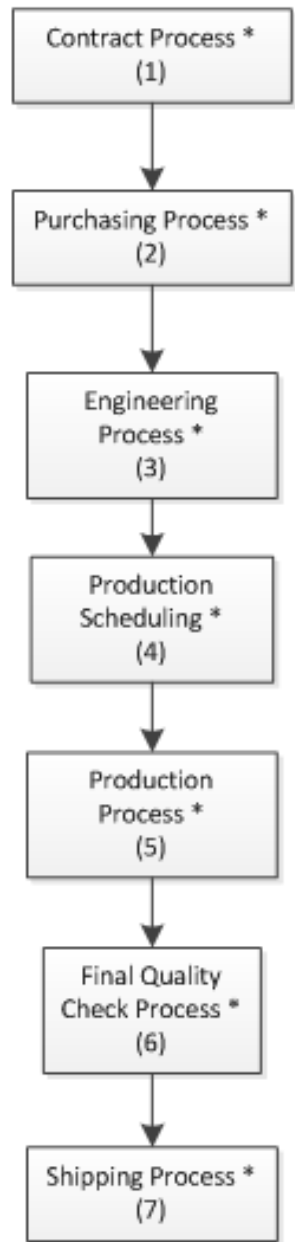 Contract Process *
(1)
Purchasing Process *
(2)
Engineering
Process *
(3)
Production
Scheduling *
(4)
Production
Process *
(5)
Final Quality
Check Process *
(6)
Shipping Process *
(7)